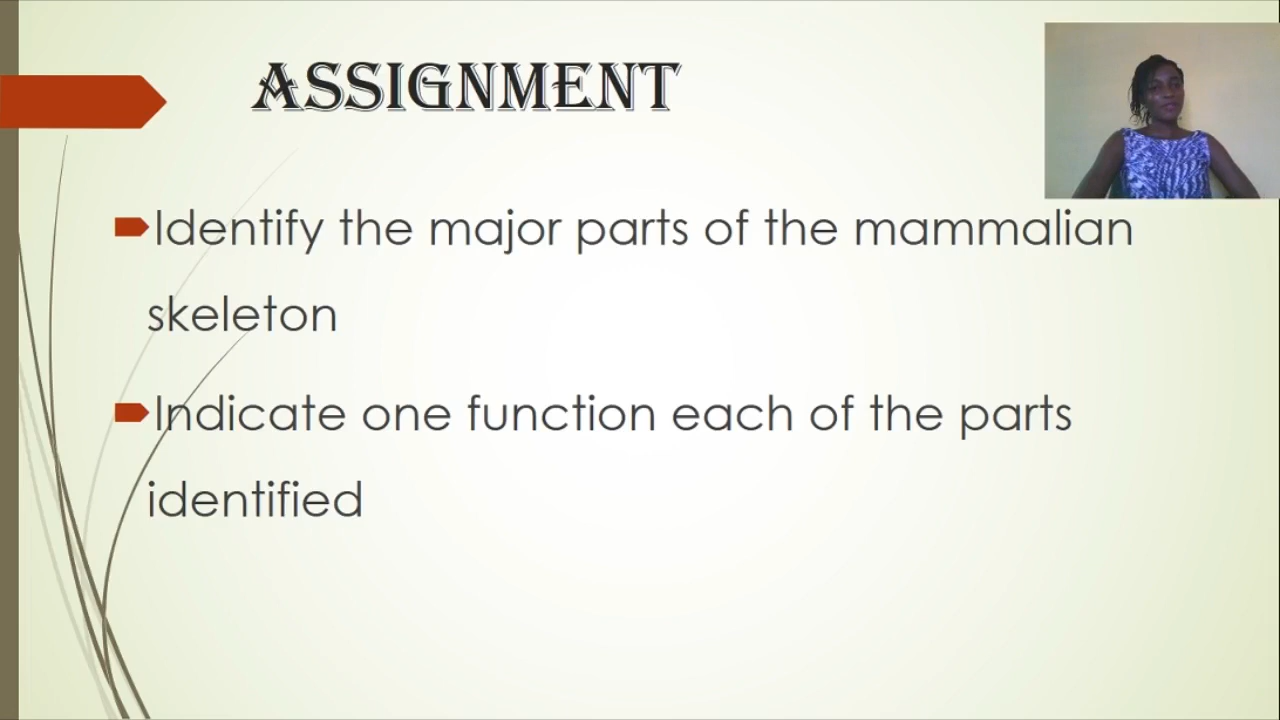 ASSIGNMENT
Identify the major parts of the mammalian
skeleton
Indicate one function each of the parts
identified